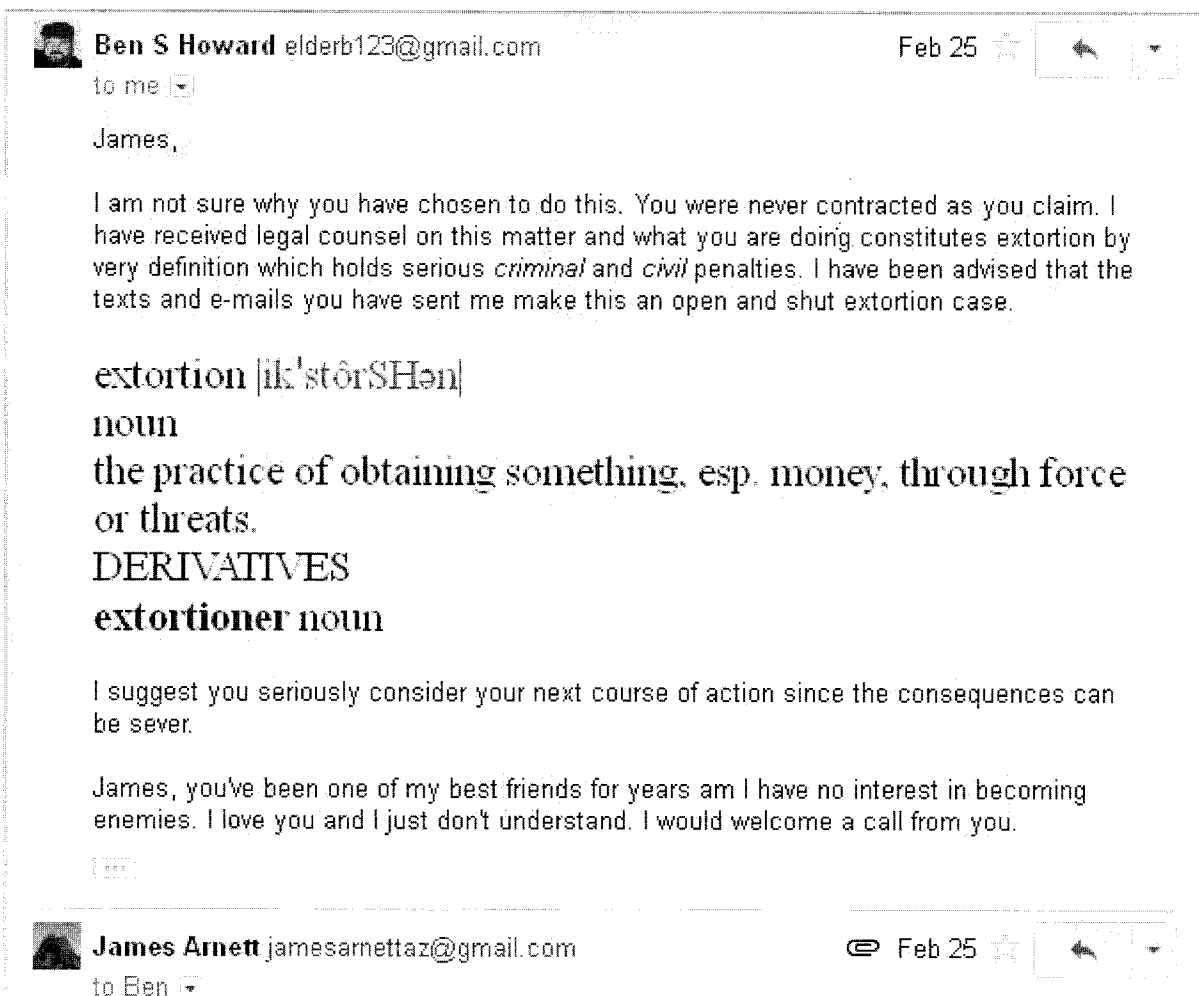 Ben S Howard elderb123@gmail.com Feb 25
to me
James,
I am not sure why you have chosen to do this. You were never contracted as you claim. I
have received legal counsel on this matter and what you are doing constitutes extortion by
very definition which holds serious criminal and civil penalties. I have been advised that the
texts and e-mails you have sent me make this an open and shut extortion case.
extortion |ik'stôrSHən|
noun
the practice of obtaining something, esp. money, through force
or threats.
DERIVATIVES
extortioner noun
I suggest you seriously consider your next course of action since the consequences can
be sever.
James, you've been one of my best friends for years am I have no interest in becoming
enemies. I love you and I just don't understand. I would welcome a call from you.
James Arnett jamesarnettaz@gmail.com Feb 25
to Ben